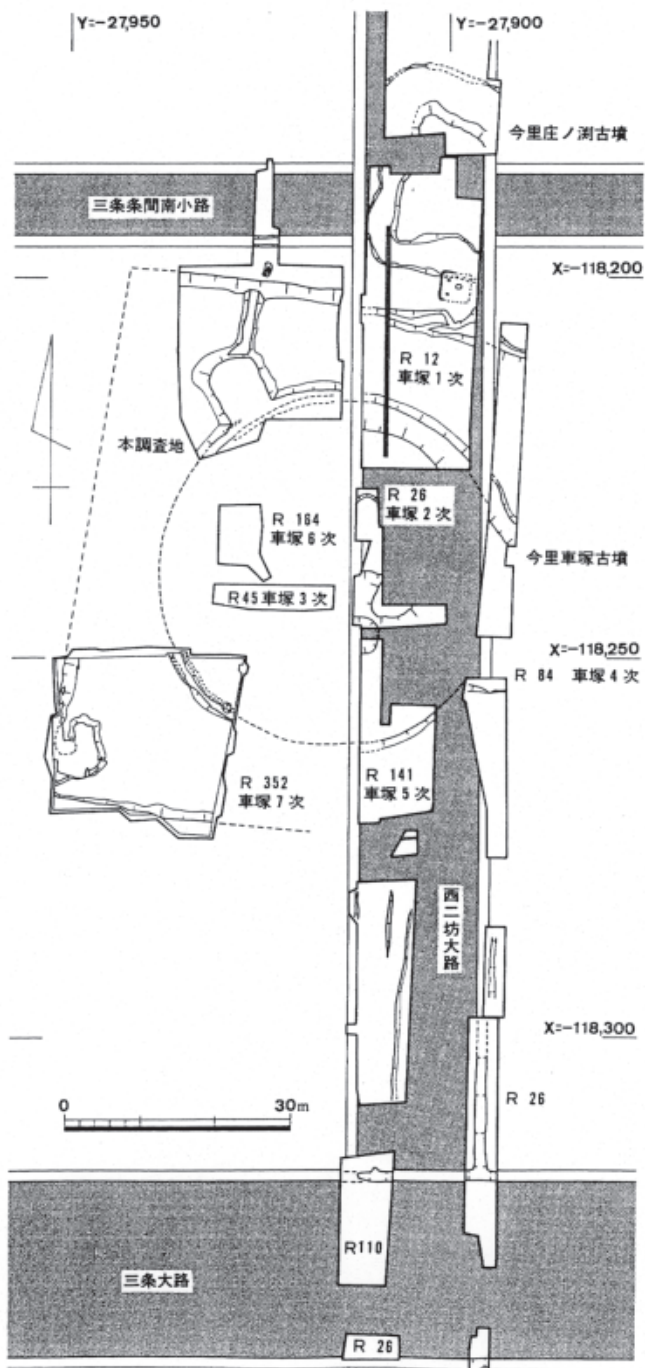 Y=-27,950
Y=-27,900
今里庄ノ渕古墳
三条条間南小路
X=-118,200
R 12
車塚1次
本調査地
R 26
車塚2次
R 164
車塚6次
今里車塚古墳
R45車塚3次
X=-118,250
R 84 車塚4次
R 352
車塚7次
R 141
車塚5次
西二坊大路
X=-118,300
0 30m
R 26
R110
三条大路
R 26